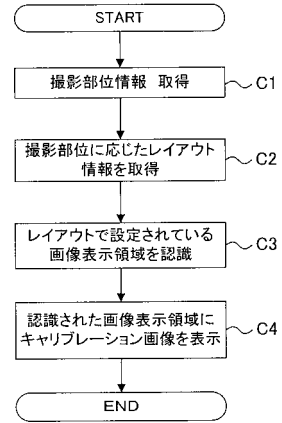 START
撮影部位情報 取得
C1
撮影部位に応じたレイアウト
情報を取得
C2
レイアウトで設定されている
画像表示領域を認識
C3
認識された画像表示領域に
キャリブレーション画像を表示
C4
END